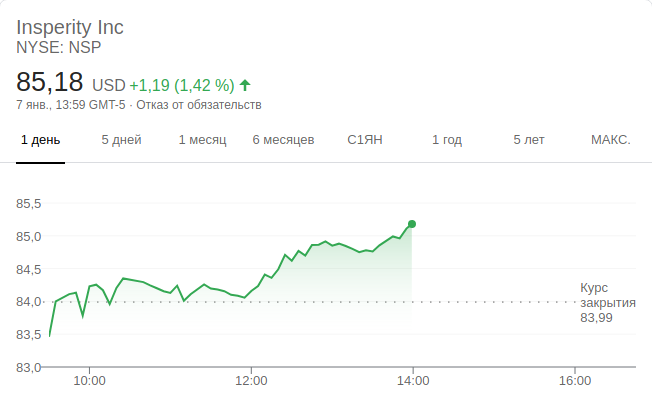 Insperity Inc
NYSE: NSP
85,18 USD +1,19 (1,42 %)
7 янв., 13:59 GMT-5 · Отказ от обязательств
1 день 5 дней 1 месяц 6 месяцев С1ЯН 1 год 5 лет МАКС.
85,5
85,0
84,5
84,0
83,5
83,0
Курс
закрытия
83,99
10:00 12:00 14:00 16:00